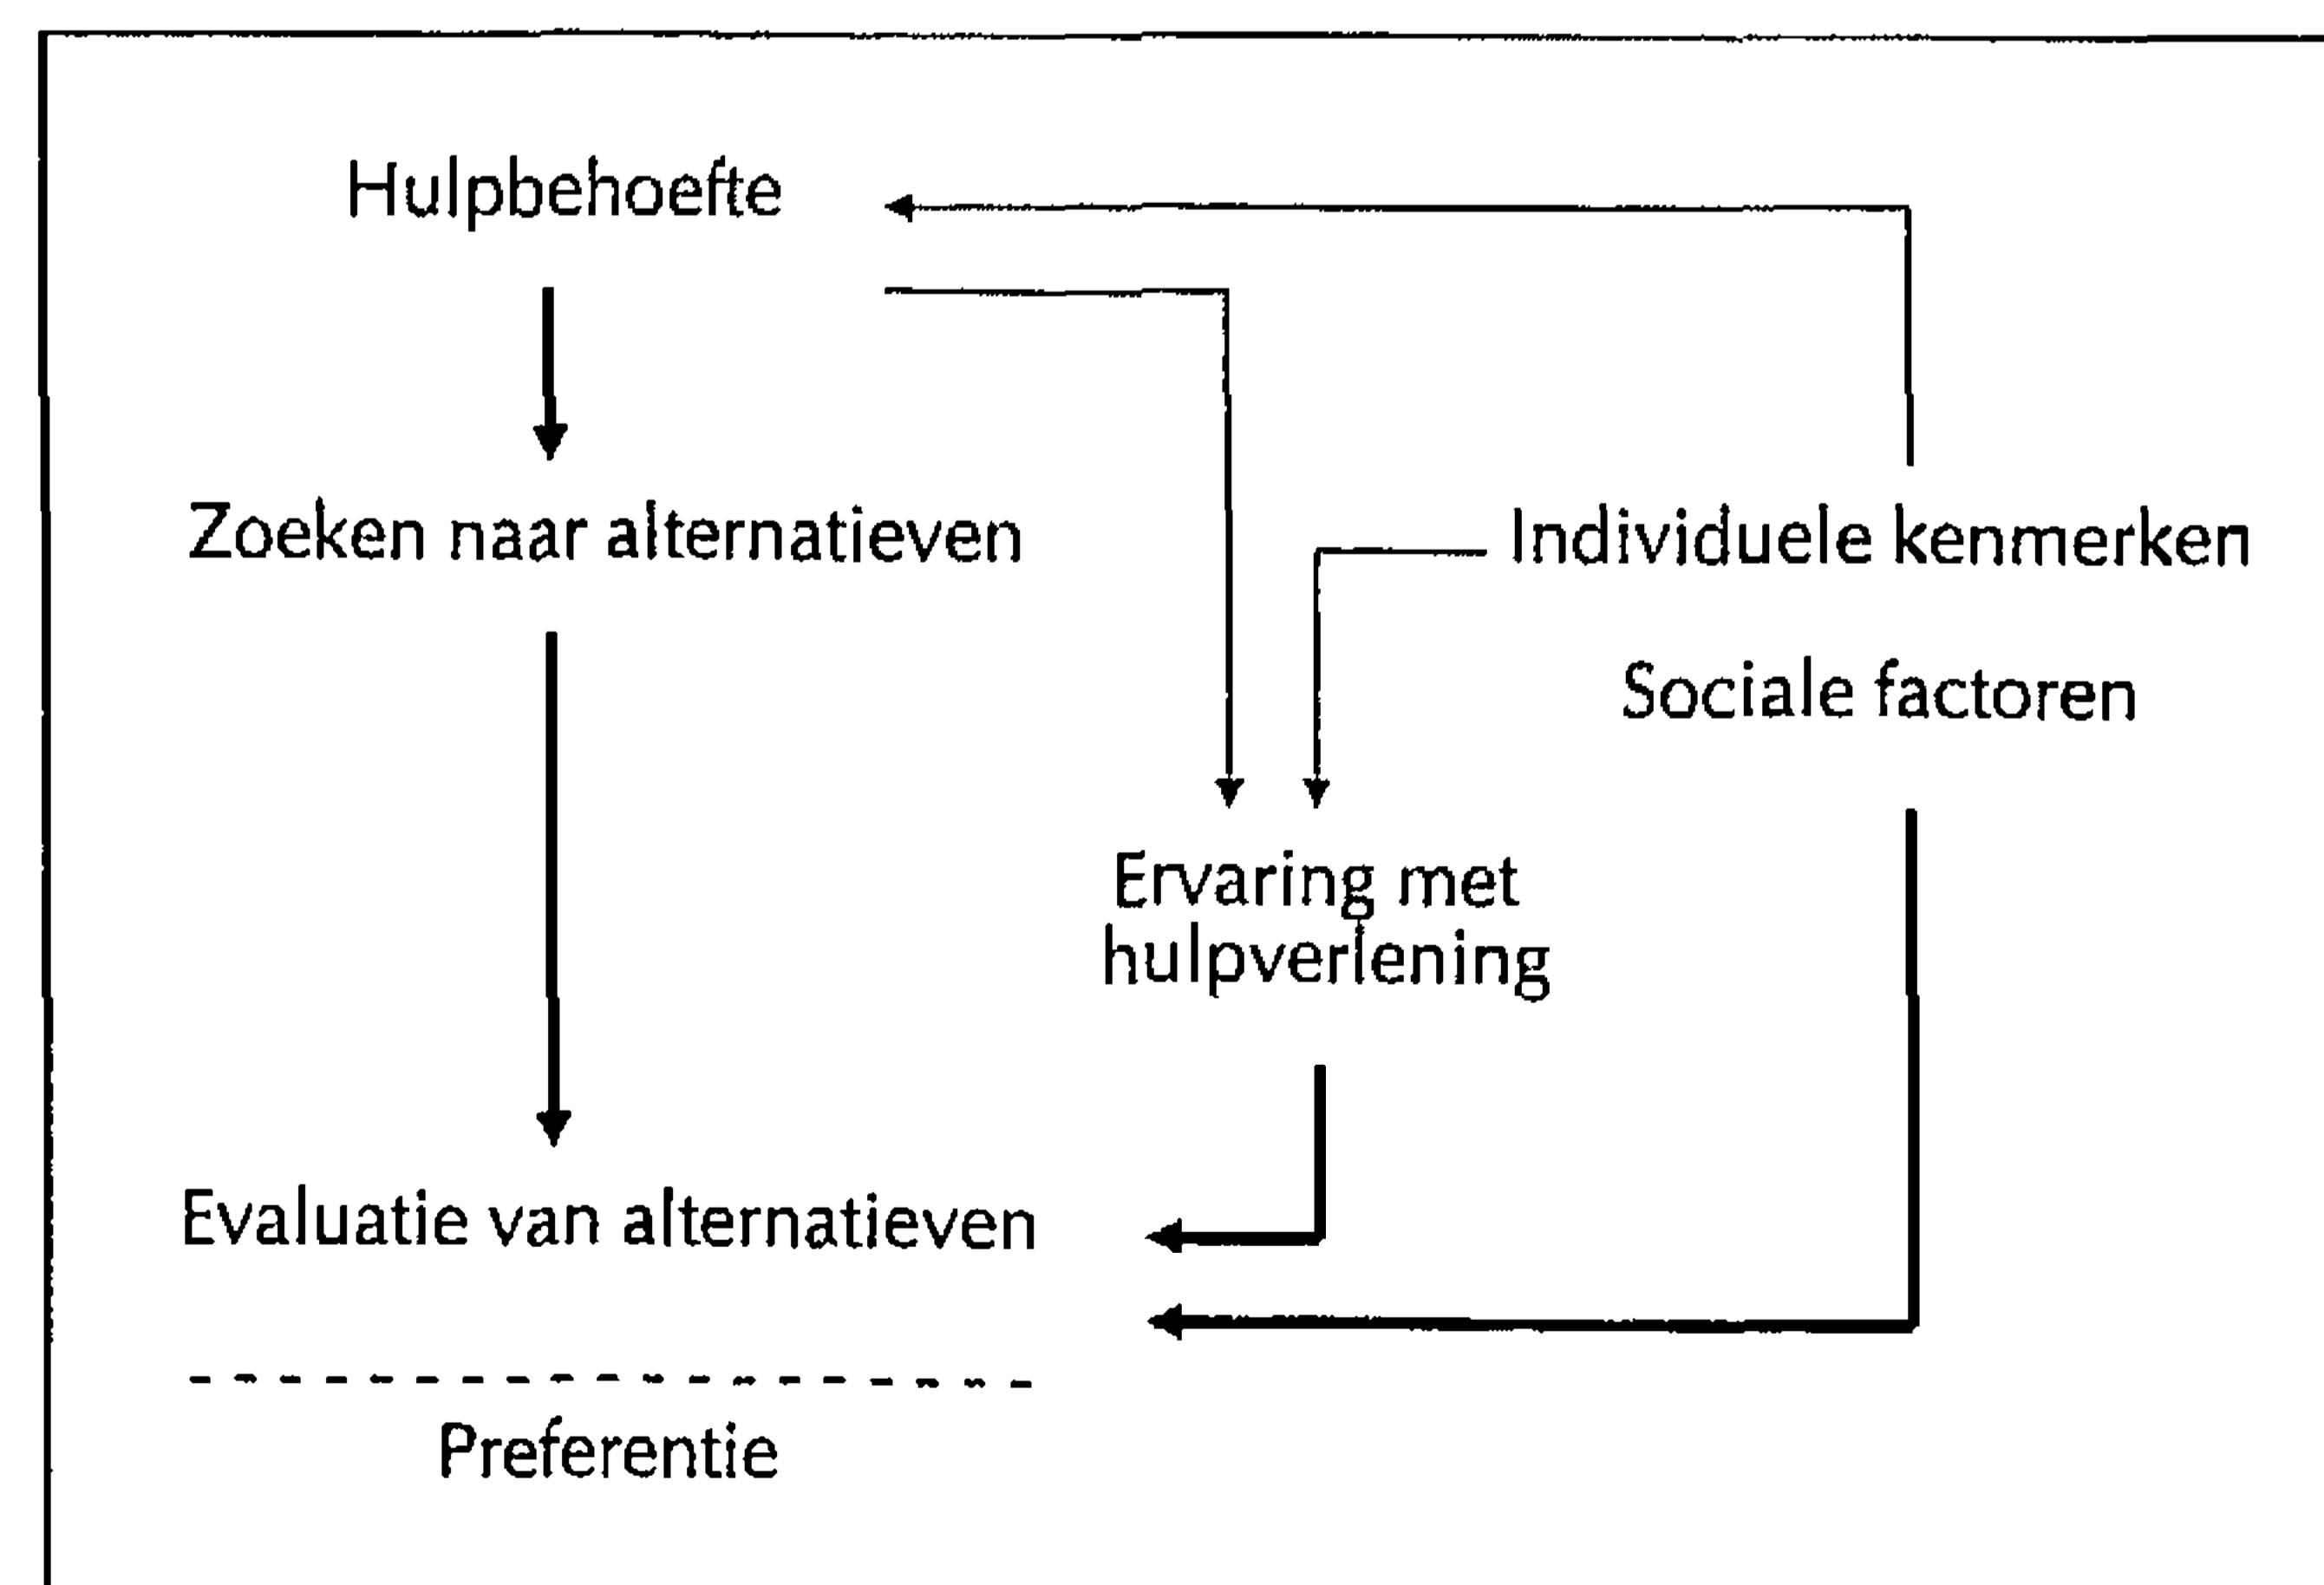 Hulpbehoefte
Zoeken naar alternatieven
Individuele kenmerken
Sociale factoren
Ervaring met
hulpverlening
Evaluatie van alternatieven
Preferentie